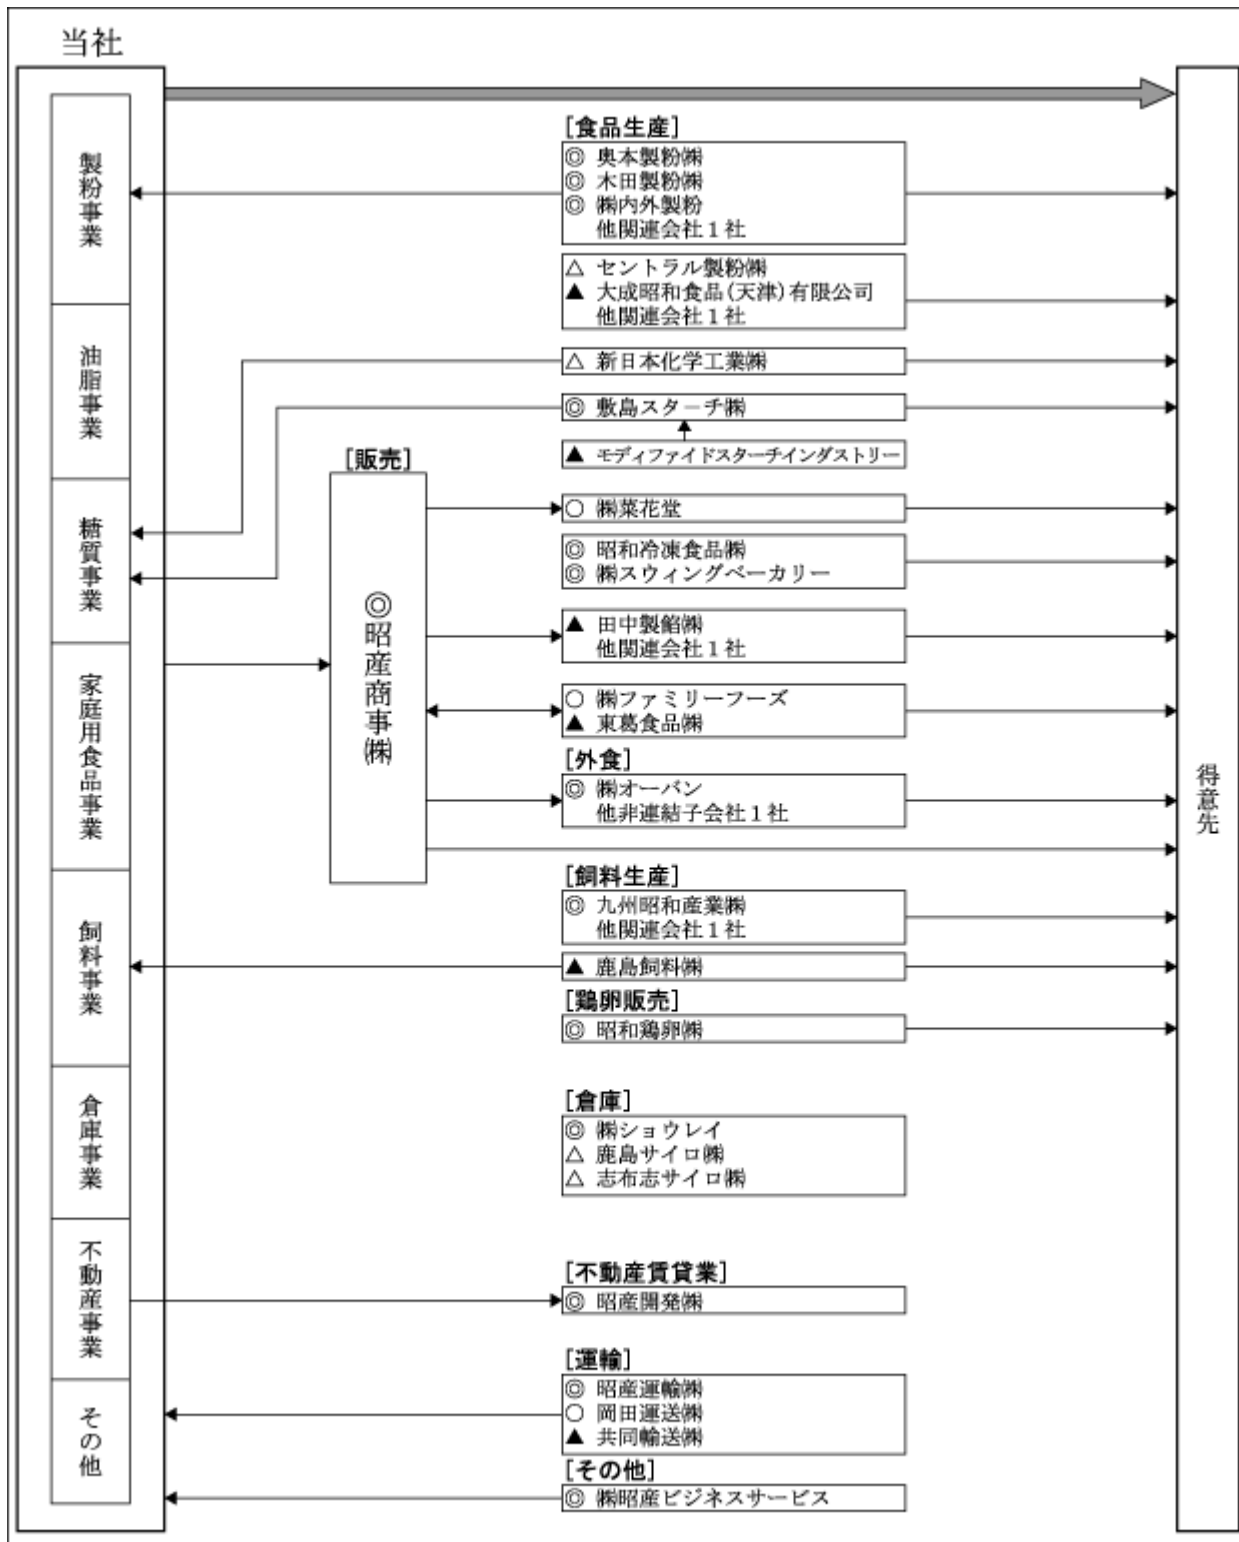 当社
製粉事業
油脂事業
糖質事業
家庭用食品事業
飼料事業
倉庫事業
不動産事業
その他
[販売]
◎昭産商事㈱
[食品生産]
◎ 奥本製粉㈱
◎ 木田製粉㈱
◎ ㈱内外製粉
他関連会社1社
△ セントラル製粉㈱
▲ 大成昭和食品(天津)有限公司
他関連会社1社
△ 新日本化学工業㈱
◎ 敷島スターチ㈱
▲ モディファイドスターチインダストリー
○ ㈱菜花堂
◎ 昭和冷凍食品㈱
◎ ㈱スウィングベーカリー
▲ 田中製餡㈱
他関連会社1社
○ ㈱ファミリーフーズ
▲ 東葛食品㈱
[外食]
◎ ㈱オーバン
他非連結子会社1社
[飼料生産]
◎ 九州昭和産業㈱
他関連会社1社
▲ 鹿島飼料㈱
[鶏卵販売]
◎ 昭和鶏卵㈱
[倉庫]
◎ ㈱ショウレイ
△ 鹿島サイロ㈱
△ 志布志サイロ㈱
[不動産賃貸業]
◎ 昭産開発㈱
[運輸]
◎ 昭産運輸㈱
○ 岡田運送㈱
▲ 共同輸送㈱
[その他]
◎ ㈱昭産ビジネスサービス
得意先